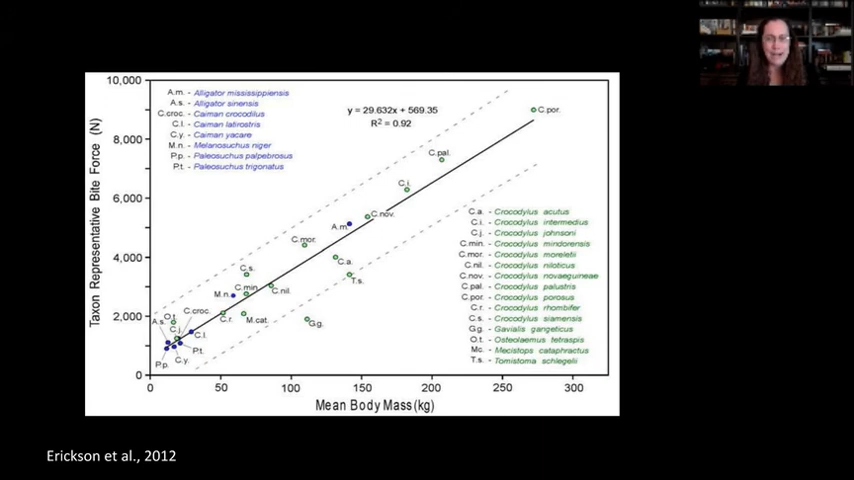 10,000
8,000
6,000
4,000
2,000
0
Taxon Representative Bite Force (N)
A.m. - Alligator mississippiensis
A.s. - Alligator sinensis
C.croc. - Caiman crocodilus
C.l. - Caiman latirostris
C.y. - Caiman yacare
M.n. - Melanosuchus niger
P.p. - Paleosuchus palpebrosus
P.t. - Paleosuchus trigonatus
y = 29.632x + 569.35
R² = 0.92
C.por.
C.pal.
C.i.
C.nov.
A.m.
C.mor.
C.a.
T.s.
C.s.
C.min.
M.n.
C.nil.
C.croc.
O.t.
A.s.
C.j.
C.l.
C.r.
M.cat.
G.g.
P.t.
C.y.
P.p.
C.a. - Crocodylus acutus
C.i. - Crocodylus intermedius
C.j. - Crocodylus johnsoni
C.min. - Crocodylus mindorensis
C.mor. - Crocodylus moreletii
C.nil. - Crocodylus niloticus
C.nov. - Crocodylus novaeguineae
C.pal. - Crocodylus palustris
C.por. - Crocodylus porosus
C.r. - Crocodylus rhombifer
C.s. - Crocodylus siamensis
G.g. - Gavialis gangeticus
O.t. - Osteolaemus tetraspis
Mc. - Mecistops cataphractus
T.s. - Tomistoma schlegelii
0 50 100 150 200 250 300
Mean Body Mass (kg)
Erickson et al., 2012